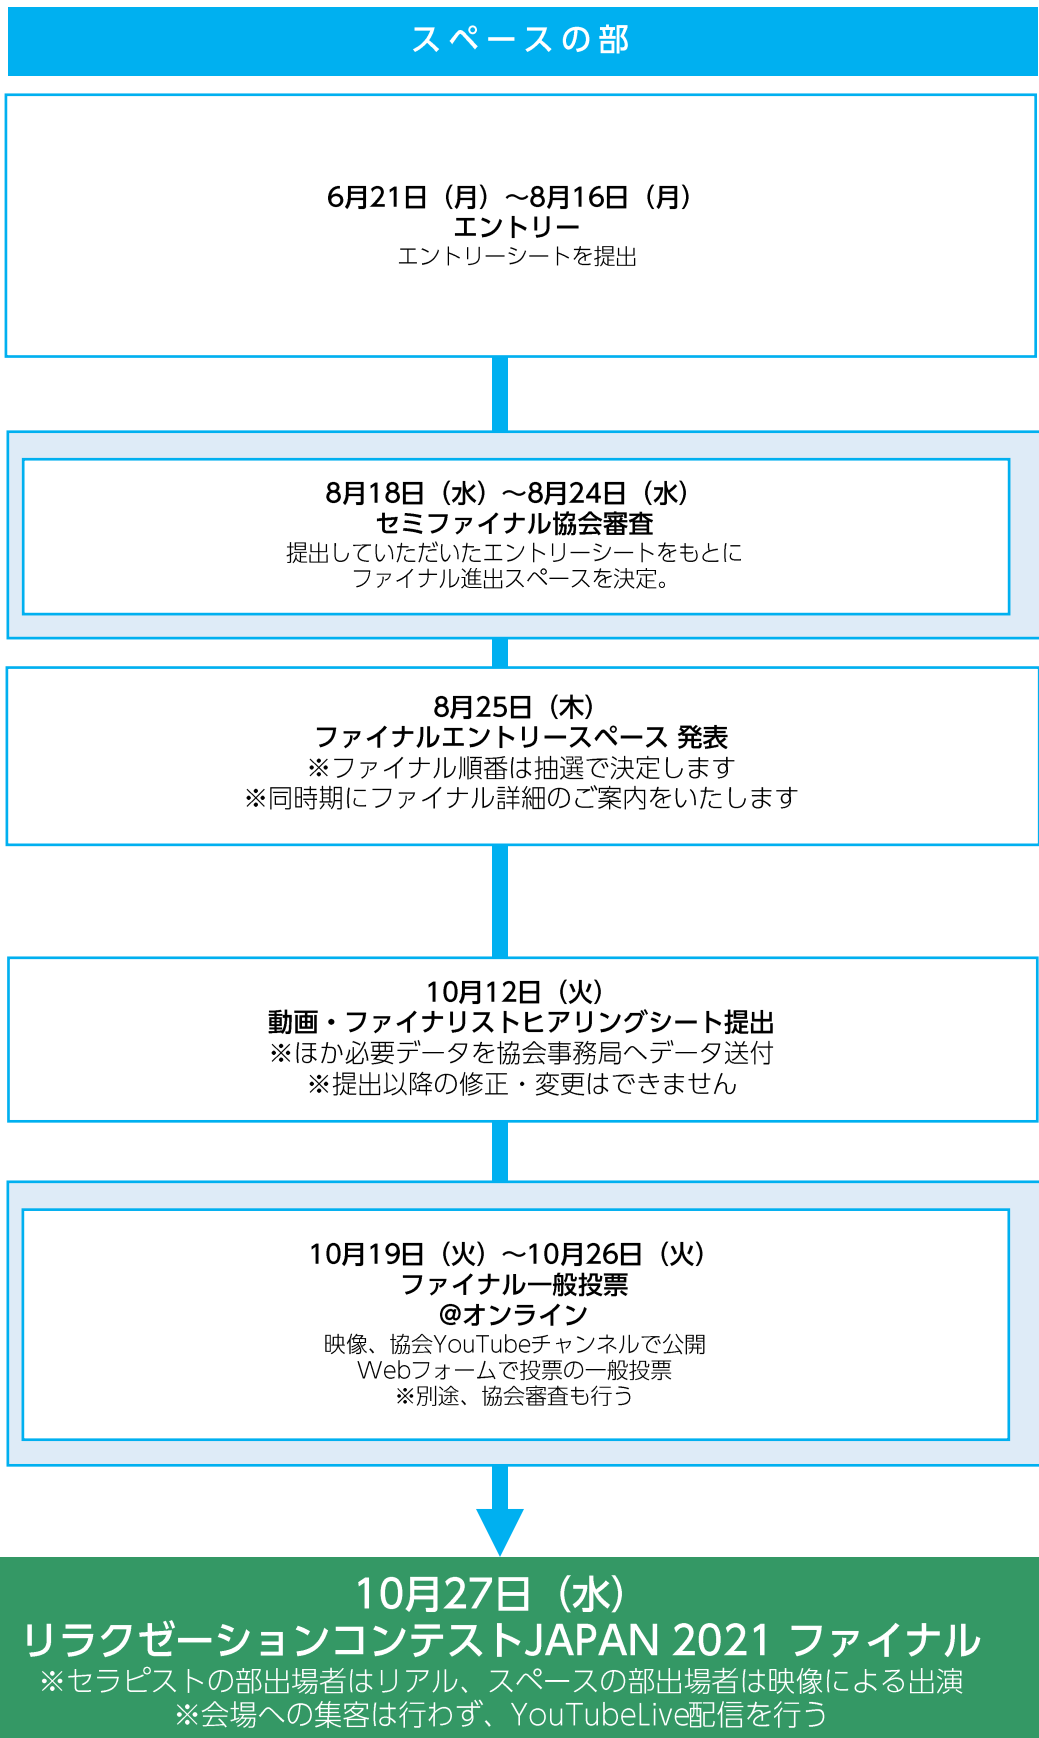 スペースの部
6月21日（月）～8月16日（月）
エントリー
エントリーシートを提出
8月18日（水）～8月24日（水）
セミファイナル協会審査
提出していただいたエントリーシートをもとに
ファイナル進出スペースを決定。
8月25日（木）
ファイナルエントリースペース 発表
※ファイナル順番は抽選で決定します
※同時期にファイナル詳細のご案内をいたします
10月12日（火）
動画・ファイナリストヒアリングシート提出
※ほか必要データを協会事務局へデータ送付
※提出以降の修正・変更はできません
10月19日（火）～10月26日（火）
ファイナル一般投票
@オンライン
映像、協会YouTubeチャンネルで公開
Webフォームで投票の一般投票
※別途、協会審査も行う
10月27日（水）
リラクゼーションコンテストJAPAN 2021 ファイナル
※セラピストの部出場者はリアル、スペースの部出場者は映像による出演
※会場への集客は行わず、YouTubeLive配信を行う